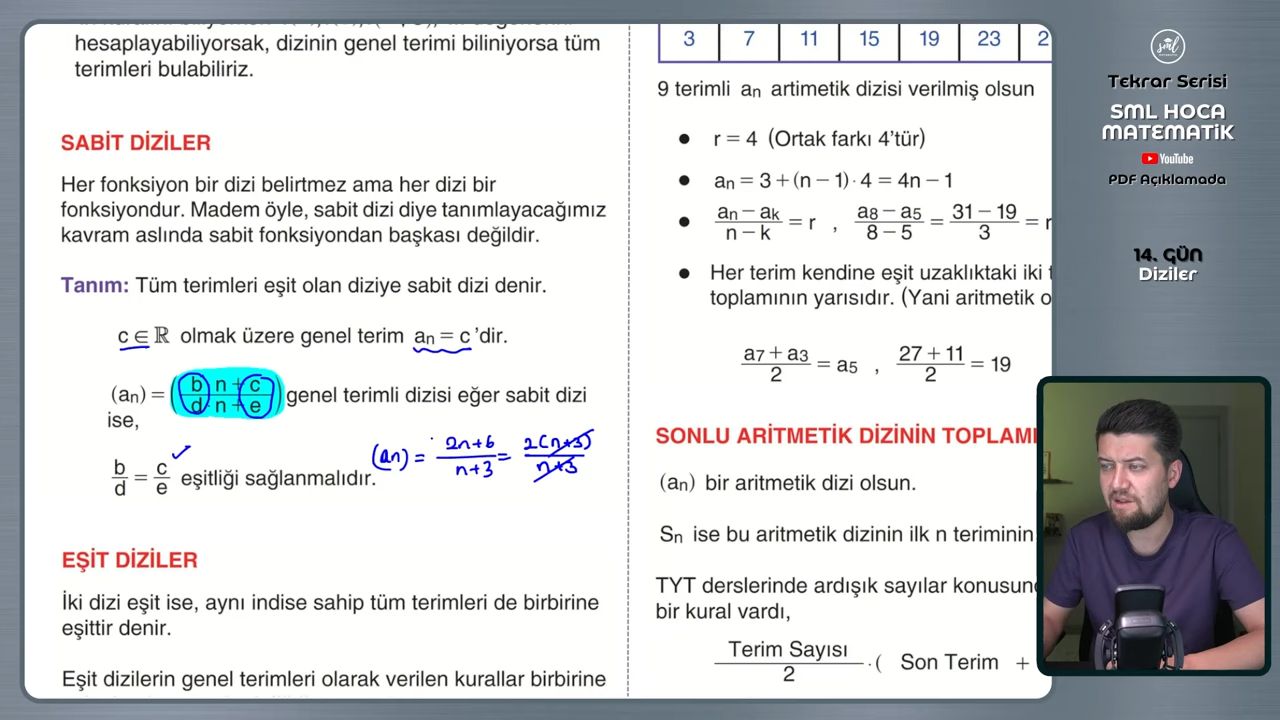 hesaplayabiliyorsak, dizinin genel terimi biliniyorsa tüm
terimleri bulabiliriz.
SABİT DİZİLER
Her fonksiyon bir dizi belirtmez ama her dizi bir
fonksiyondur. Madem öyle, sabit dizi diye tanımlayacağımız
kavram aslında sabit fonksiyondan başkası değildir.
Tanım: Tüm terimleri eşit olan diziye sabit dizi denir.
c ∈ ℝ olmak üzere genel terim an = c 'dir.
(an) = (b n + c / d n + e) genel terimli dizisi eğer sabit dizi
ise,
b/d = c/e eşitliği sağlanmalıdır.
(an) = 2n+6 / n+3 = 2(n+3) / n+3
EŞİT DİZİLER
İki dizi eşit ise, aynı indise sahip tüm terimleri de birbirine
eşittir denir.
Eşit dizilerin genel terimleri olarak verilen kurallar birbirine
3 7 11 15 19 23 2
9 terimli an artimetik dizisi verilmiş olsun
• r = 4 (Ortak farkı 4'tür)
• an = 3 + (n − 1) · 4 = 4n − 1
• an − ak / n − k = r , a8 − a5 / 8 − 5 = 31 − 19 / 3 = r
• Her terim kendine eşit uzaklıktaki iki t
toplamının yarısıdır. (Yani aritmetik o
a7 + a3 / 2 = a5 , 27 + 11 / 2 = 19
SONLU ARİTMETİK DİZİNİN TOPLAMI
(an) bir aritmetik dizi olsun.
Sn ise bu aritmetik dizinin ilk n teriminin
TYT derslerinde ardışık sayılar konusund
bir kural vardı,
Terim Sayısı / 2 · ( Son Terim +
sml
Tekrar Serisi
SML HOCA
MATEMATİK
YouTube
PDF Açıklamada
14. GÜN
Diziler